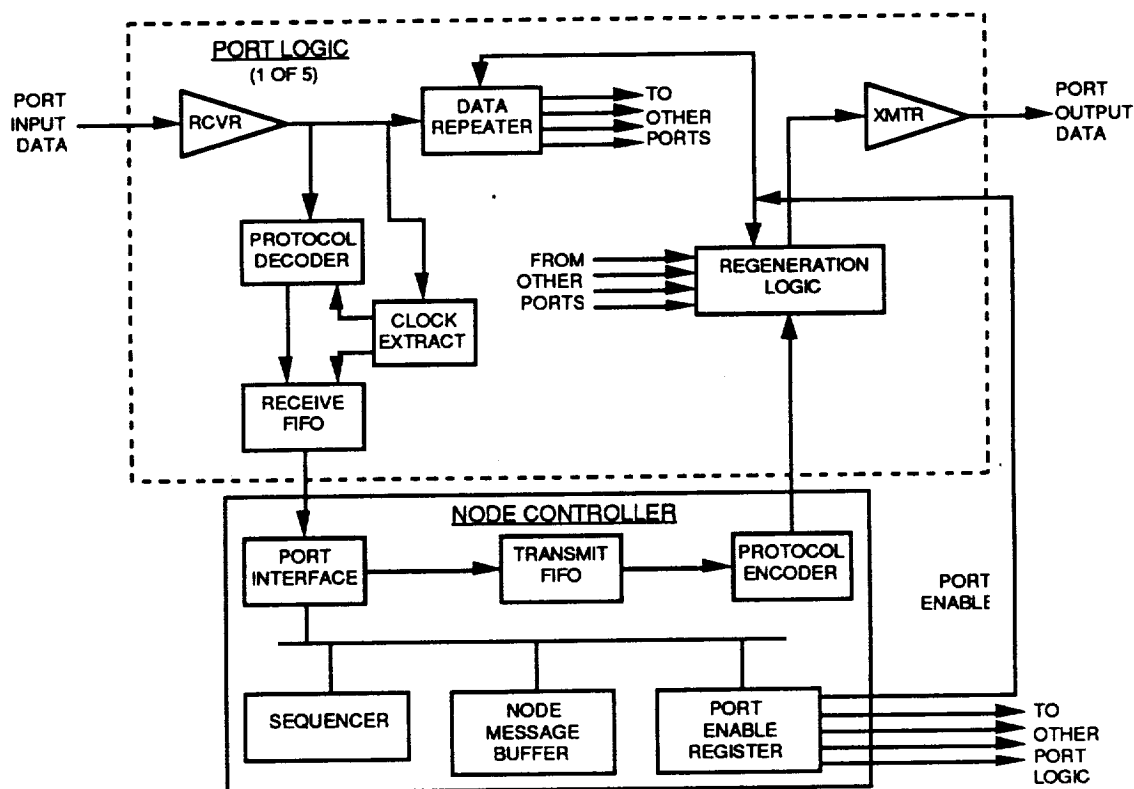 PORT LOGIC
(1 OF 5)
PORT
INPUT
DATA
RCVR
DATA
REPEATER
TO
OTHER
PORTS
XMTR
PORT
OUTPUT
DATA
PROTOCOL
DECODER
CLOCK
EXTRACT
RECEIVE
FIFO
FROM
OTHER
PORTS
REGENERATION
LOGIC
NODE CONTROLLER
PORT
INTERFACE
TRANSMIT
FIFO
PROTOCOL
ENCODER
PORT
ENABLE
SEQUENCER
NODE
MESSAGE
BUFFER
PORT
ENABLE
REGISTER
TO
OTHER
PORT
LOGIC